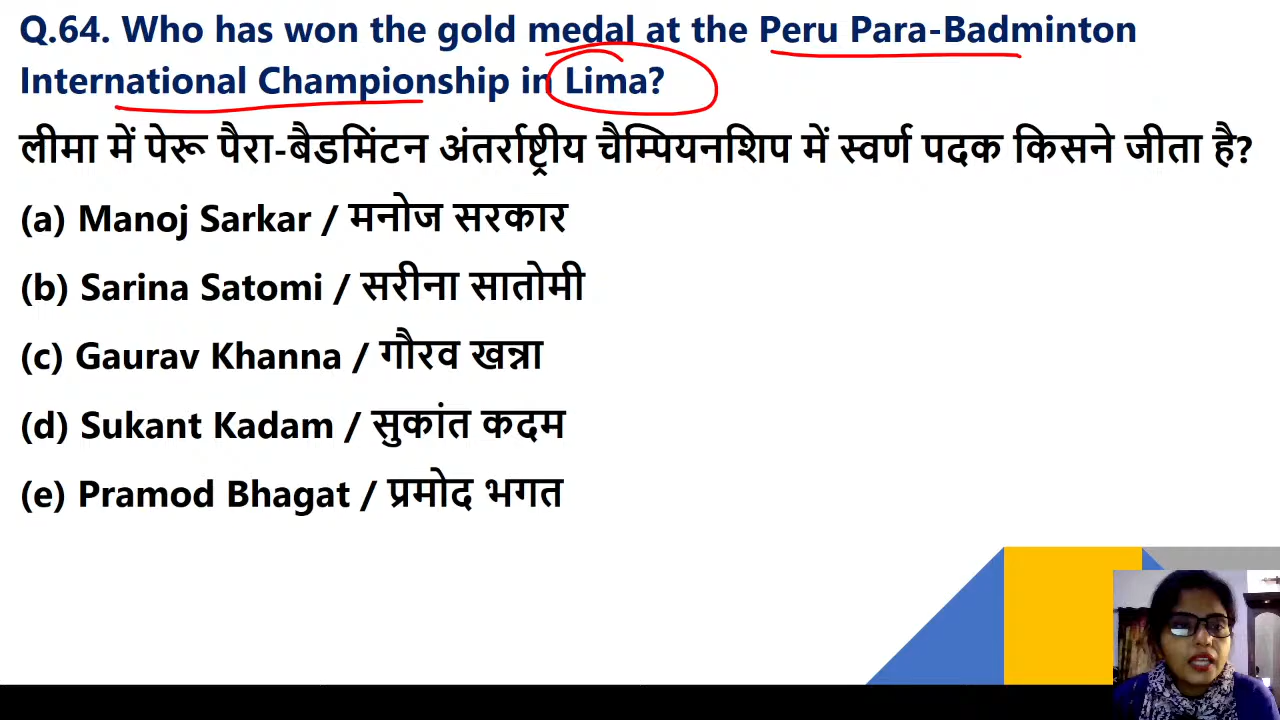 Q.64. Who has won the gold medal at the Peru Para-Badminton
International Championship in Lima?
लीमा में पेरू पैरा-बैडमिंटन अंतर्राष्ट्रीय चैम्पियनशिप में स्वर्ण पदक किसने जीता है?
(a) Manoj Sarkar / मनोज सरकार
(b) Sarina Satomi / सरीना सातोमी
(c) Gaurav Khanna / गौरव खन्ना
(d) Sukant Kadam / सुकांत कदम
(e) Pramod Bhagat / प्रमोद भगत